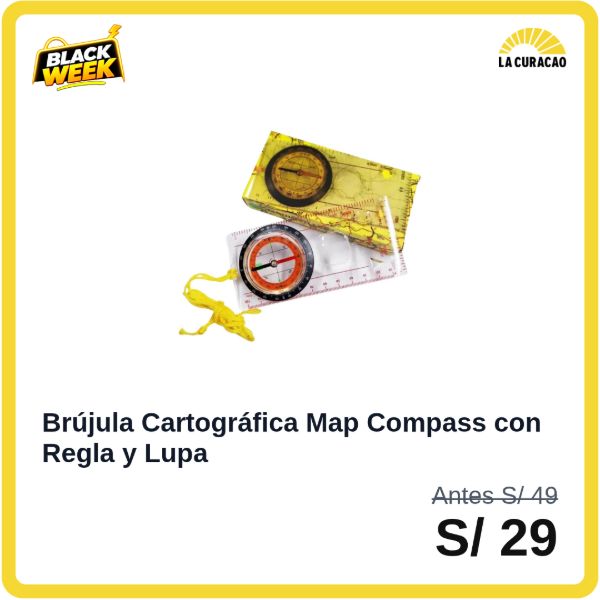 BLACK
WEEK
LA CURACAO
Brújula Cartográfica Map Compass con
Regla y Lupa
Antes S/ 49
S/ 29